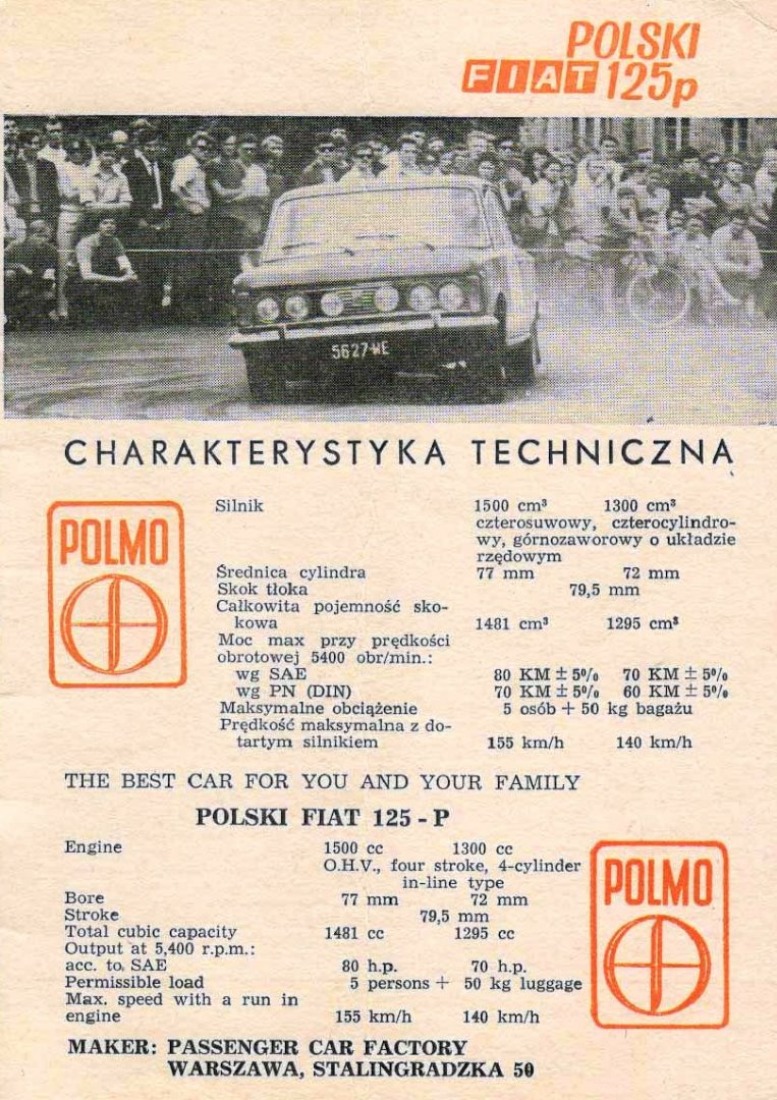 POLSKI
FIAT 125p
5627 WE
CHARAKTERYSTYKA TECHNICZNA
POLMO
Silnik 1500 cm³ 1300 cm³
czterosuwowy, czterocylindro-
wy, górnozaworowy o układzie
rzędowym
Średnica cylindra 77 mm 72 mm
Skok tłoka 79,5 mm
Całkowita pojemność sko-
kowa 1481 cm³ 1295 cm³
Moc max przy prędkości
obrotowej 5400 obr/min.:
wg SAE 80 KM ± 5% 70 KM ± 5%
wg PN (DIN) 70 KM ± 5% 60 KM ± 5%
Maksymalne obciążenie 5 osób + 50 kg bagażu
Prędkość maksymalna z do-
tartym silnikiem 155 km/h 140 km/h
THE BEST CAR FOR YOU AND YOUR FAMILY
POLSKI FIAT 125 - P
Engine 1500 cc 1300 cc
O.H.V., four stroke, 4-cylinder
in-line type
Bore 77 mm 72 mm
Stroke 79,5 mm
Total cubic capacity 1481 cc 1295 cc
Output at 5,400 r.p.m.:
acc. to. SAE 80 h.p. 70 h.p.
Permissible load 5 persons + 50 kg luggage
Max. speed with a run in
engine 155 km/h 140 km/h
POLMO
MAKER: PASSENGER CAR FACTORY
WARSZAWA, STALINGRADZKA 50